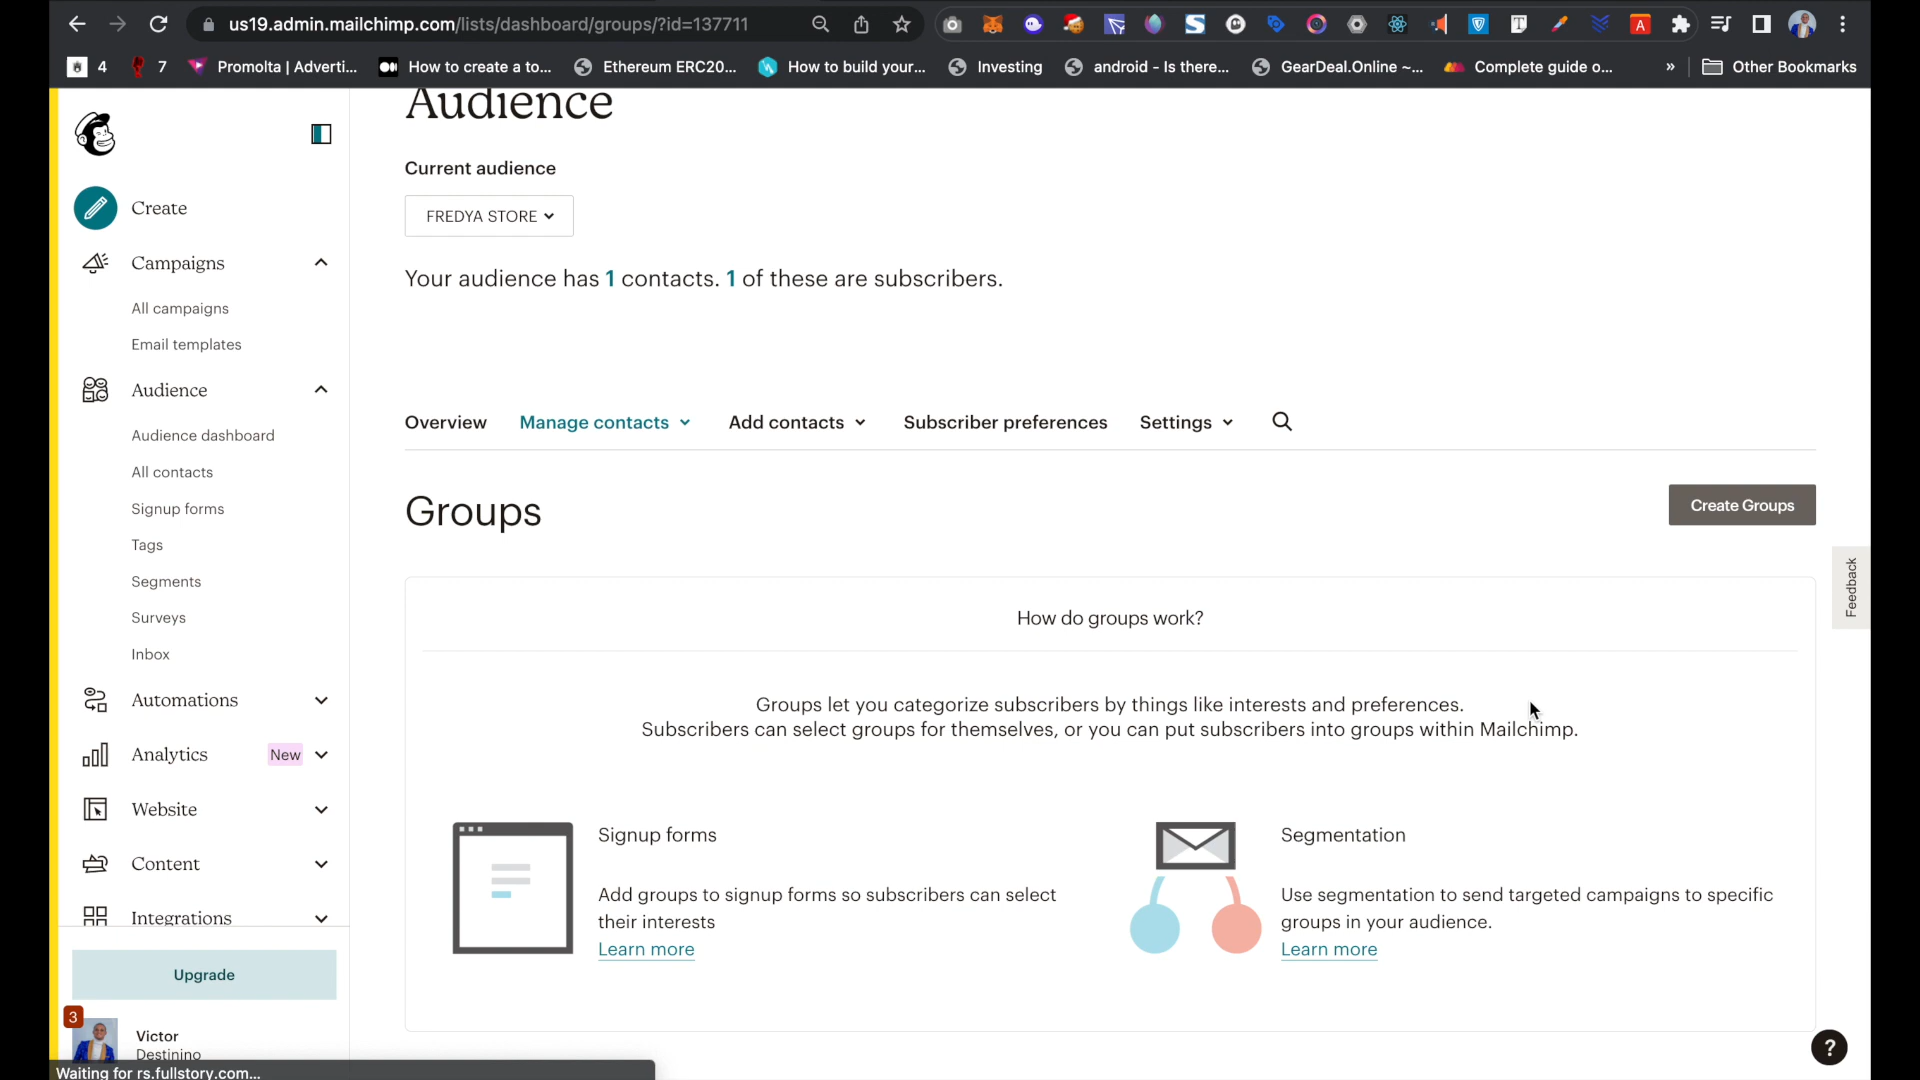 us19.admin.mailchimp.com/lists/dashboard/groups/?id=137711
4
7
Promolta | Adverti...
How to create a to...
Ethereum ERC20...
How to build your...
Investing
android - Is there...
GearDeal.Online ~...
Complete guide o...
»
Other Bookmarks
Audience
Current audience
FREDYA STORE
Your audience has 1 contacts. 1 of these are subscribers.
Create
Campaigns
All campaigns
Email templates
Audience
Audience dashboard
All contacts
Signup forms
Tags
Segments
Surveys
Inbox
Automations
Analytics New
Website
Content
Integrations
Upgrade
3
Victor
Destinino
Waiting for rs.fullstory.com...
Overview Manage contacts Add contacts Subscriber preferences Settings
Groups
Create Groups
How do groups work?
Groups let you categorize subscribers by things like interests and preferences.
Subscribers can select groups for themselves, or you can put subscribers into groups within Mailchimp.
Signup forms
Add groups to signup forms so subscribers can select
their interests
Learn more
Segmentation
Use segmentation to send targeted campaigns to specific
groups in your audience.
Learn more
Feedback
?